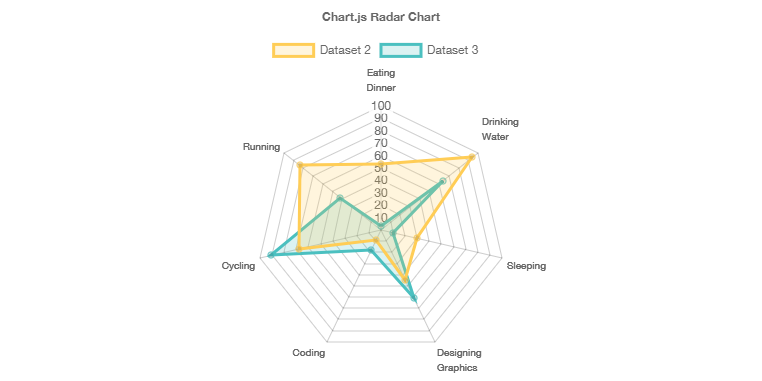 Chart.js Radar Chart
Dataset 2 Dataset 3
Eating
Dinner
100
90
80
70
60
50
40
30
20
10
Drinking
Water
Running
Cycling
Sleeping
Coding
Designing
Graphics